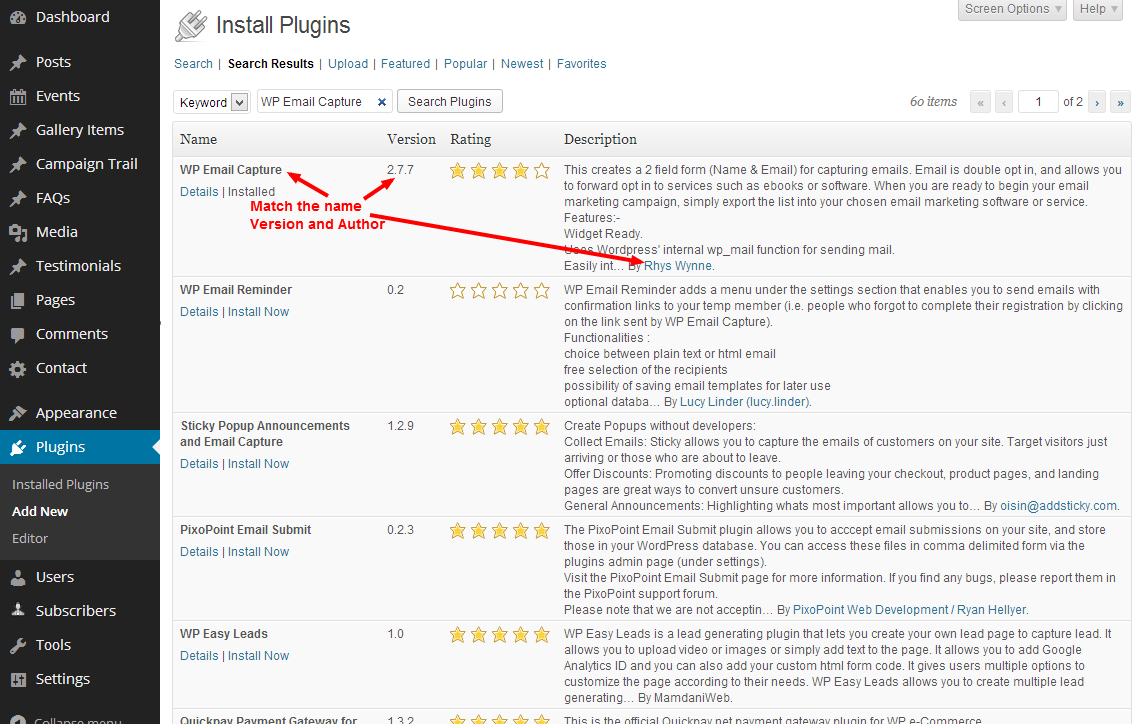 Dashboard
Posts
Events
Gallery Items
Campaign Trail
FAQs
Media
Testimonials
Pages
Comments
Contact
Appearance
Plugins
Installed Plugins
Add New
Editor
Users
Subscribers
Tools
Settings
Collapse menu
Screen Options
Help
Install Plugins
Search | Search Results | Upload | Featured | Popular | Newest | Favorites
Keyword WP Email Capture × Search Plugins
60 items « ‹ 1 of 2 › »
Name Version Rating Description
WP Email Capture 2.7.7
Details | Installed
Match the name
Version and Author
This creates a 2 field form (Name & Email) for capturing emails. Email is double opt in, and allows you
to forward opt in to services such as ebooks or software. When you are ready to begin your email
marketing campaign, simply export the list into your chosen email marketing software or service.
Features:-
Widget Ready.
Uses Wordpress' internal wp_mail function for sending mail.
Easily int… By Rhys Wynne.
WP Email Reminder 0.2
Details | Install Now
WP Email Reminder adds a menu under the settings section that enables you to send emails with
confirmation links to your temp member (i.e. people who forgot to complete their registration by clicking
on the link sent by WP Email Capture).
Functionalities :
choice between plain text or html email
free selection of the recipients
possibility of saving email templates for later use
optional databa… By Lucy Linder (lucy.linder).
Sticky Popup Announcements
and Email Capture
1.2.9
Details | Install Now
Create Popups without developers:
Collect Emails: Sticky allows you to capture the emails of customers on your site. Target visitors just
arriving or those who are about to leave.
Offer Discounts: Promoting discounts to people leaving your checkout, product pages, and landing
pages are great ways to convert unsure customers.
General Announcements: Highlighting whats most important allows you to… By oisin@addsticky.com.
PixoPoint Email Submit 0.2.3
Details | Install Now
The PixoPoint Email Submit plugin allows you to acccept email submissions on your site, and store
those in your WordPress database. You can access these files in comma delimited form via the
plugins admin page (under settings).
Visit the PixoPoint Email Submit page for more information. If you find any bugs, please report them in
the PixoPoint support forum.
Please note that we are not acceptin… By PixoPoint Web Development / Ryan Hellyer.
WP Easy Leads 1.0
Details | Install Now
WP Easy Leads is a lead generating plugin that lets you create your own lead page to capture lead. It
allows you to upload video or images or simply add text to the page. It allows you to add Google
Analytics ID and you can also add your custom html form code. It gives users multiple options to
customize the page according to their needs. WP Easy Leads allows you to create multiple lead
generating… By MamdaniWeb.
Quickpay Payment Gateway for 1.3.2
This is the official Quickpay.net payment gateway plugin for WP e-Commerce.